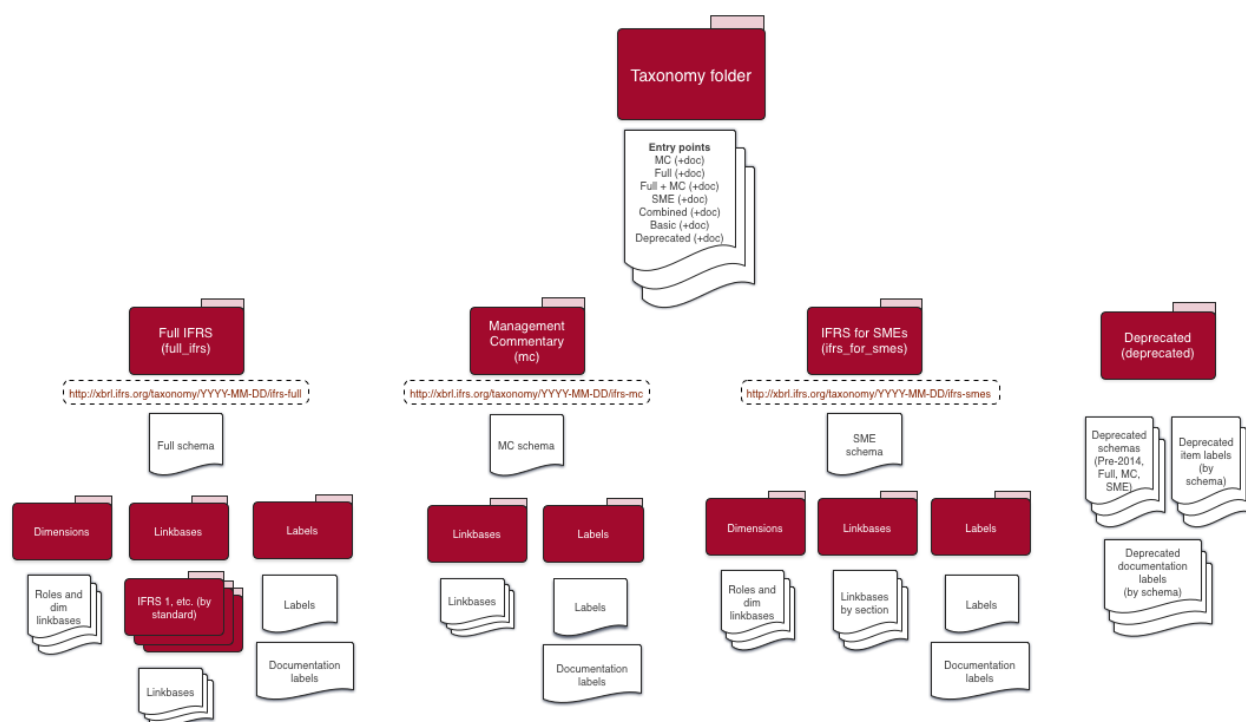 Taxonomy folder
Entry points
MC (+doc)
Full (+doc)
Full + MC (+doc)
SME (+doc)
Combined (+doc)
Basic (+doc)
Deprecated (+doc)
Full IFRS
(full_ifrs)
Management
Commentary
(mc)
IFRS for SMEs
(ifrs_for_smes)
Deprecated
(deprecated)
http://xbrl.ifrs.org/taxonomy/YYYY-MM-DD/ifrs-full
http://xbrl.ifrs.org/taxonomy/YYYY-MM-DD/ifrs-mc
http://xbrl.ifrs.org/taxonomy/YYYY-MM-DD/ifrs-smes
Full schema
MC schema
SME
schema
Deprecated
schemas
(Pre-2014,
Full, MC,
SME)
Deprecated
item labels
(by
schema)
Dimensions
Linkbases
Labels
Linkbases
Labels
Dimensions
Linkbases
Labels
Deprecated
documentation
labels
(by schema)
Roles and
dim
linkbases
IFRS 1, etc. (by
standard)
Labels
Linkbases
Labels
Roles and
dim
linkbases
Linkbases
by section
Labels
Linkbases
Documentation
labels
Documentation
labels
Documentation
labels